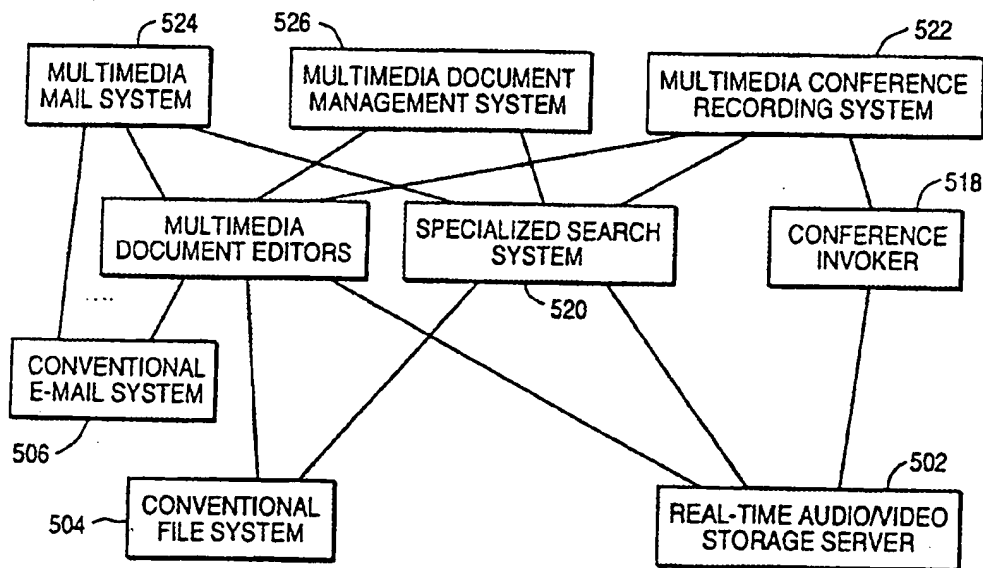 524
526
522
MULTIMEDIA
MAIL SYSTEM
MULTIMEDIA DOCUMENT
MANAGEMENT SYSTEM
MULTIMEDIA CONFERENCE
RECORDING SYSTEM
518
MULTIMEDIA
DOCUMENT EDITORS
SPECIALIZED SEARCH
SYSTEM
CONFERENCE
INVOKER
520
CONVENTIONAL
E-MAIL SYSTEM
506
502
504
CONVENTIONAL
FILE SYSTEM
REAL-TIME AUDIO/VIDEO
STORAGE SERVER